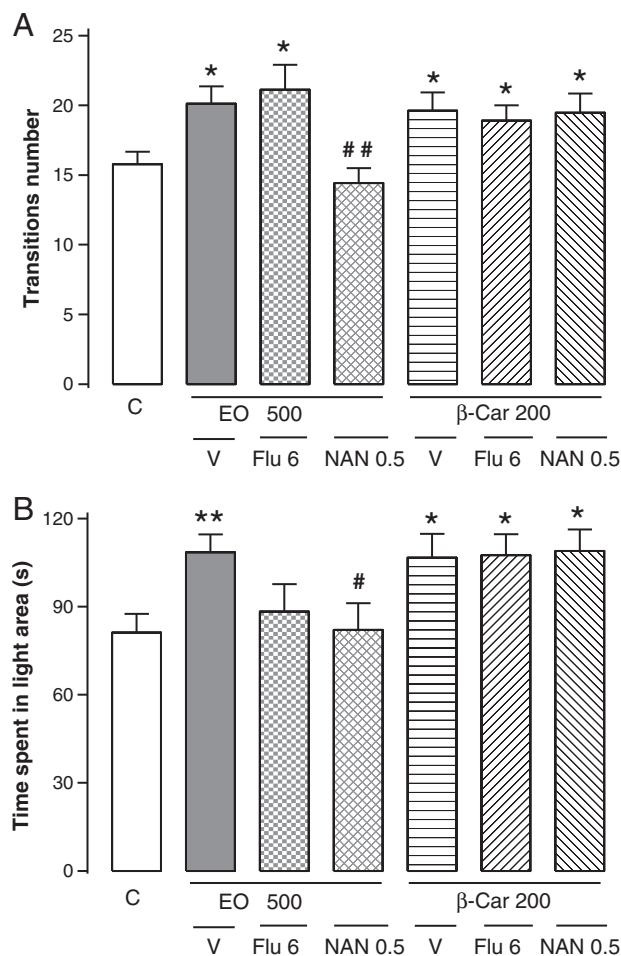 A
Transitions number
25
20
15
10
5
0
*
*
# #
*
*
*
C
EO 500
β-Car 200
V
Flu 6
NAN 0.5
V
Flu 6
NAN 0.5
B
Time spent in light area (s)
120
90
60
30
0
**
#
*
*
*
C
EO 500
β-Car 200
V
Flu 6
NAN 0.5
V
Flu 6
NAN 0.5